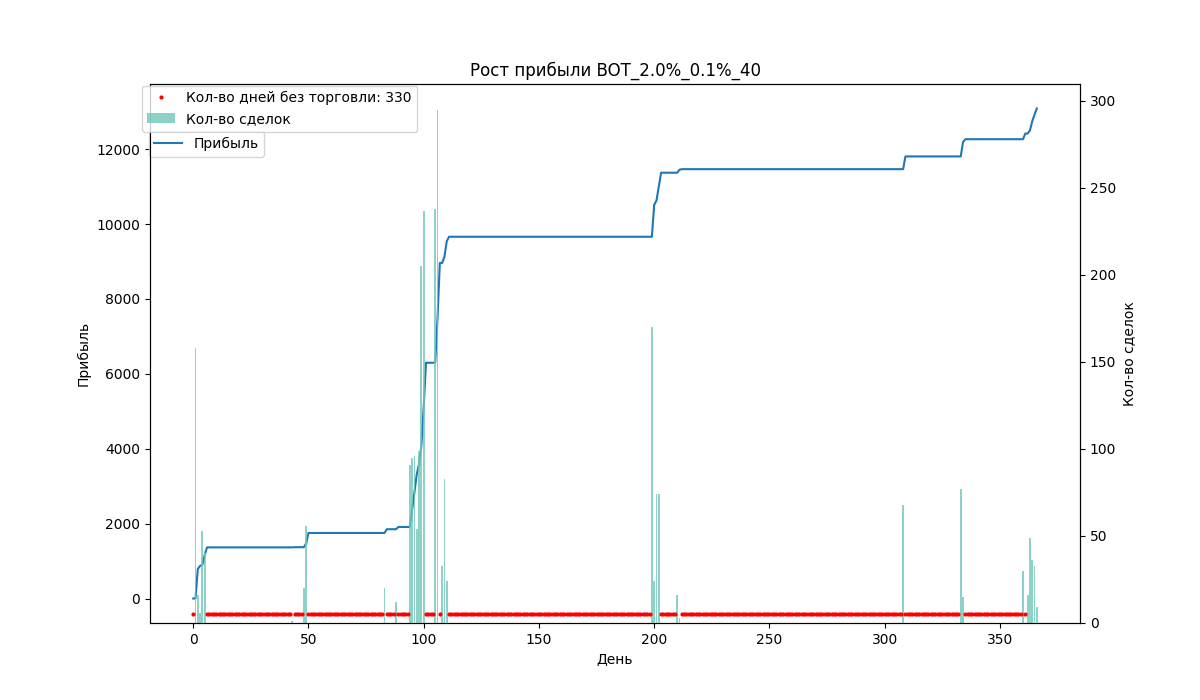 Рост прибыли BOT_2.0%_0.1%_40
Кол-во дней без торговли: 330
Кол-во сделок
Прибыль
12000
10000
8000
6000
4000
2000
0
Прибыль
300
250
200
150
100
50
0
Кол-во сделок
0 50 100 150 200 250 300 350
День